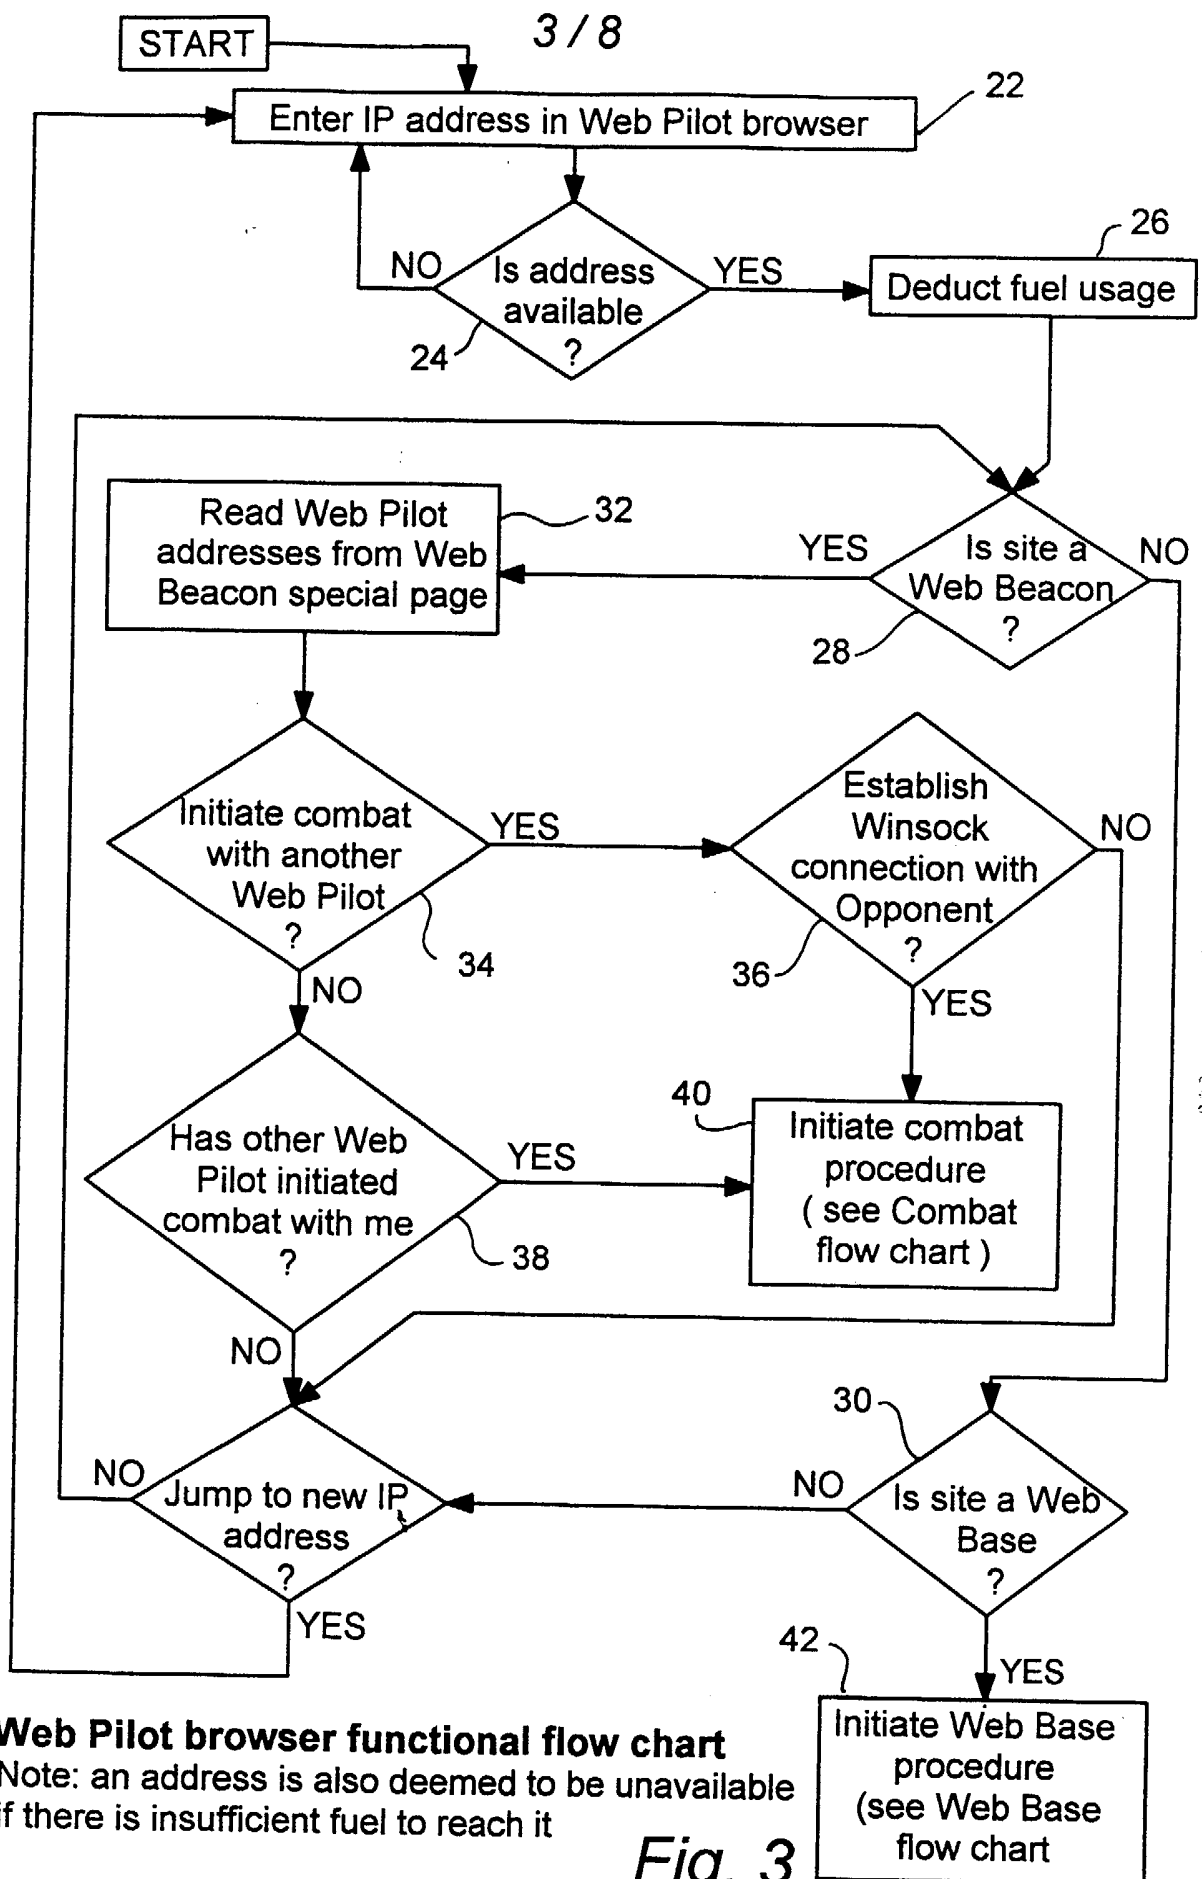 3 / 8
START
22
Enter IP address in Web Pilot browser
26
NO
Is address
available
?
YES
24
Deduct fuel usage
Read Web Pilot
addresses from Web
Beacon special page
32
YES
Is site a
Web Beacon
?
NO
28
Initiate combat
with another
Web Pilot
?
YES
34
NO
Establish
Winsock
connection with
Opponent
?
NO
36
YES
Has other Web
Pilot initiated
combat with me
?
YES
38
NO
40
Initiate combat
procedure
( see Combat
flow chart )
30
NO
Jump to new IP
address
?
YES
NO
Is site a Web
Base
?
YES
42
Initiate Web Base
procedure
(see Web Base
flow chart
Web Pilot browser functional flow chart
Note: an address is also deemed to be unavailable
if there is insufficient fuel to reach it
Fig. 3